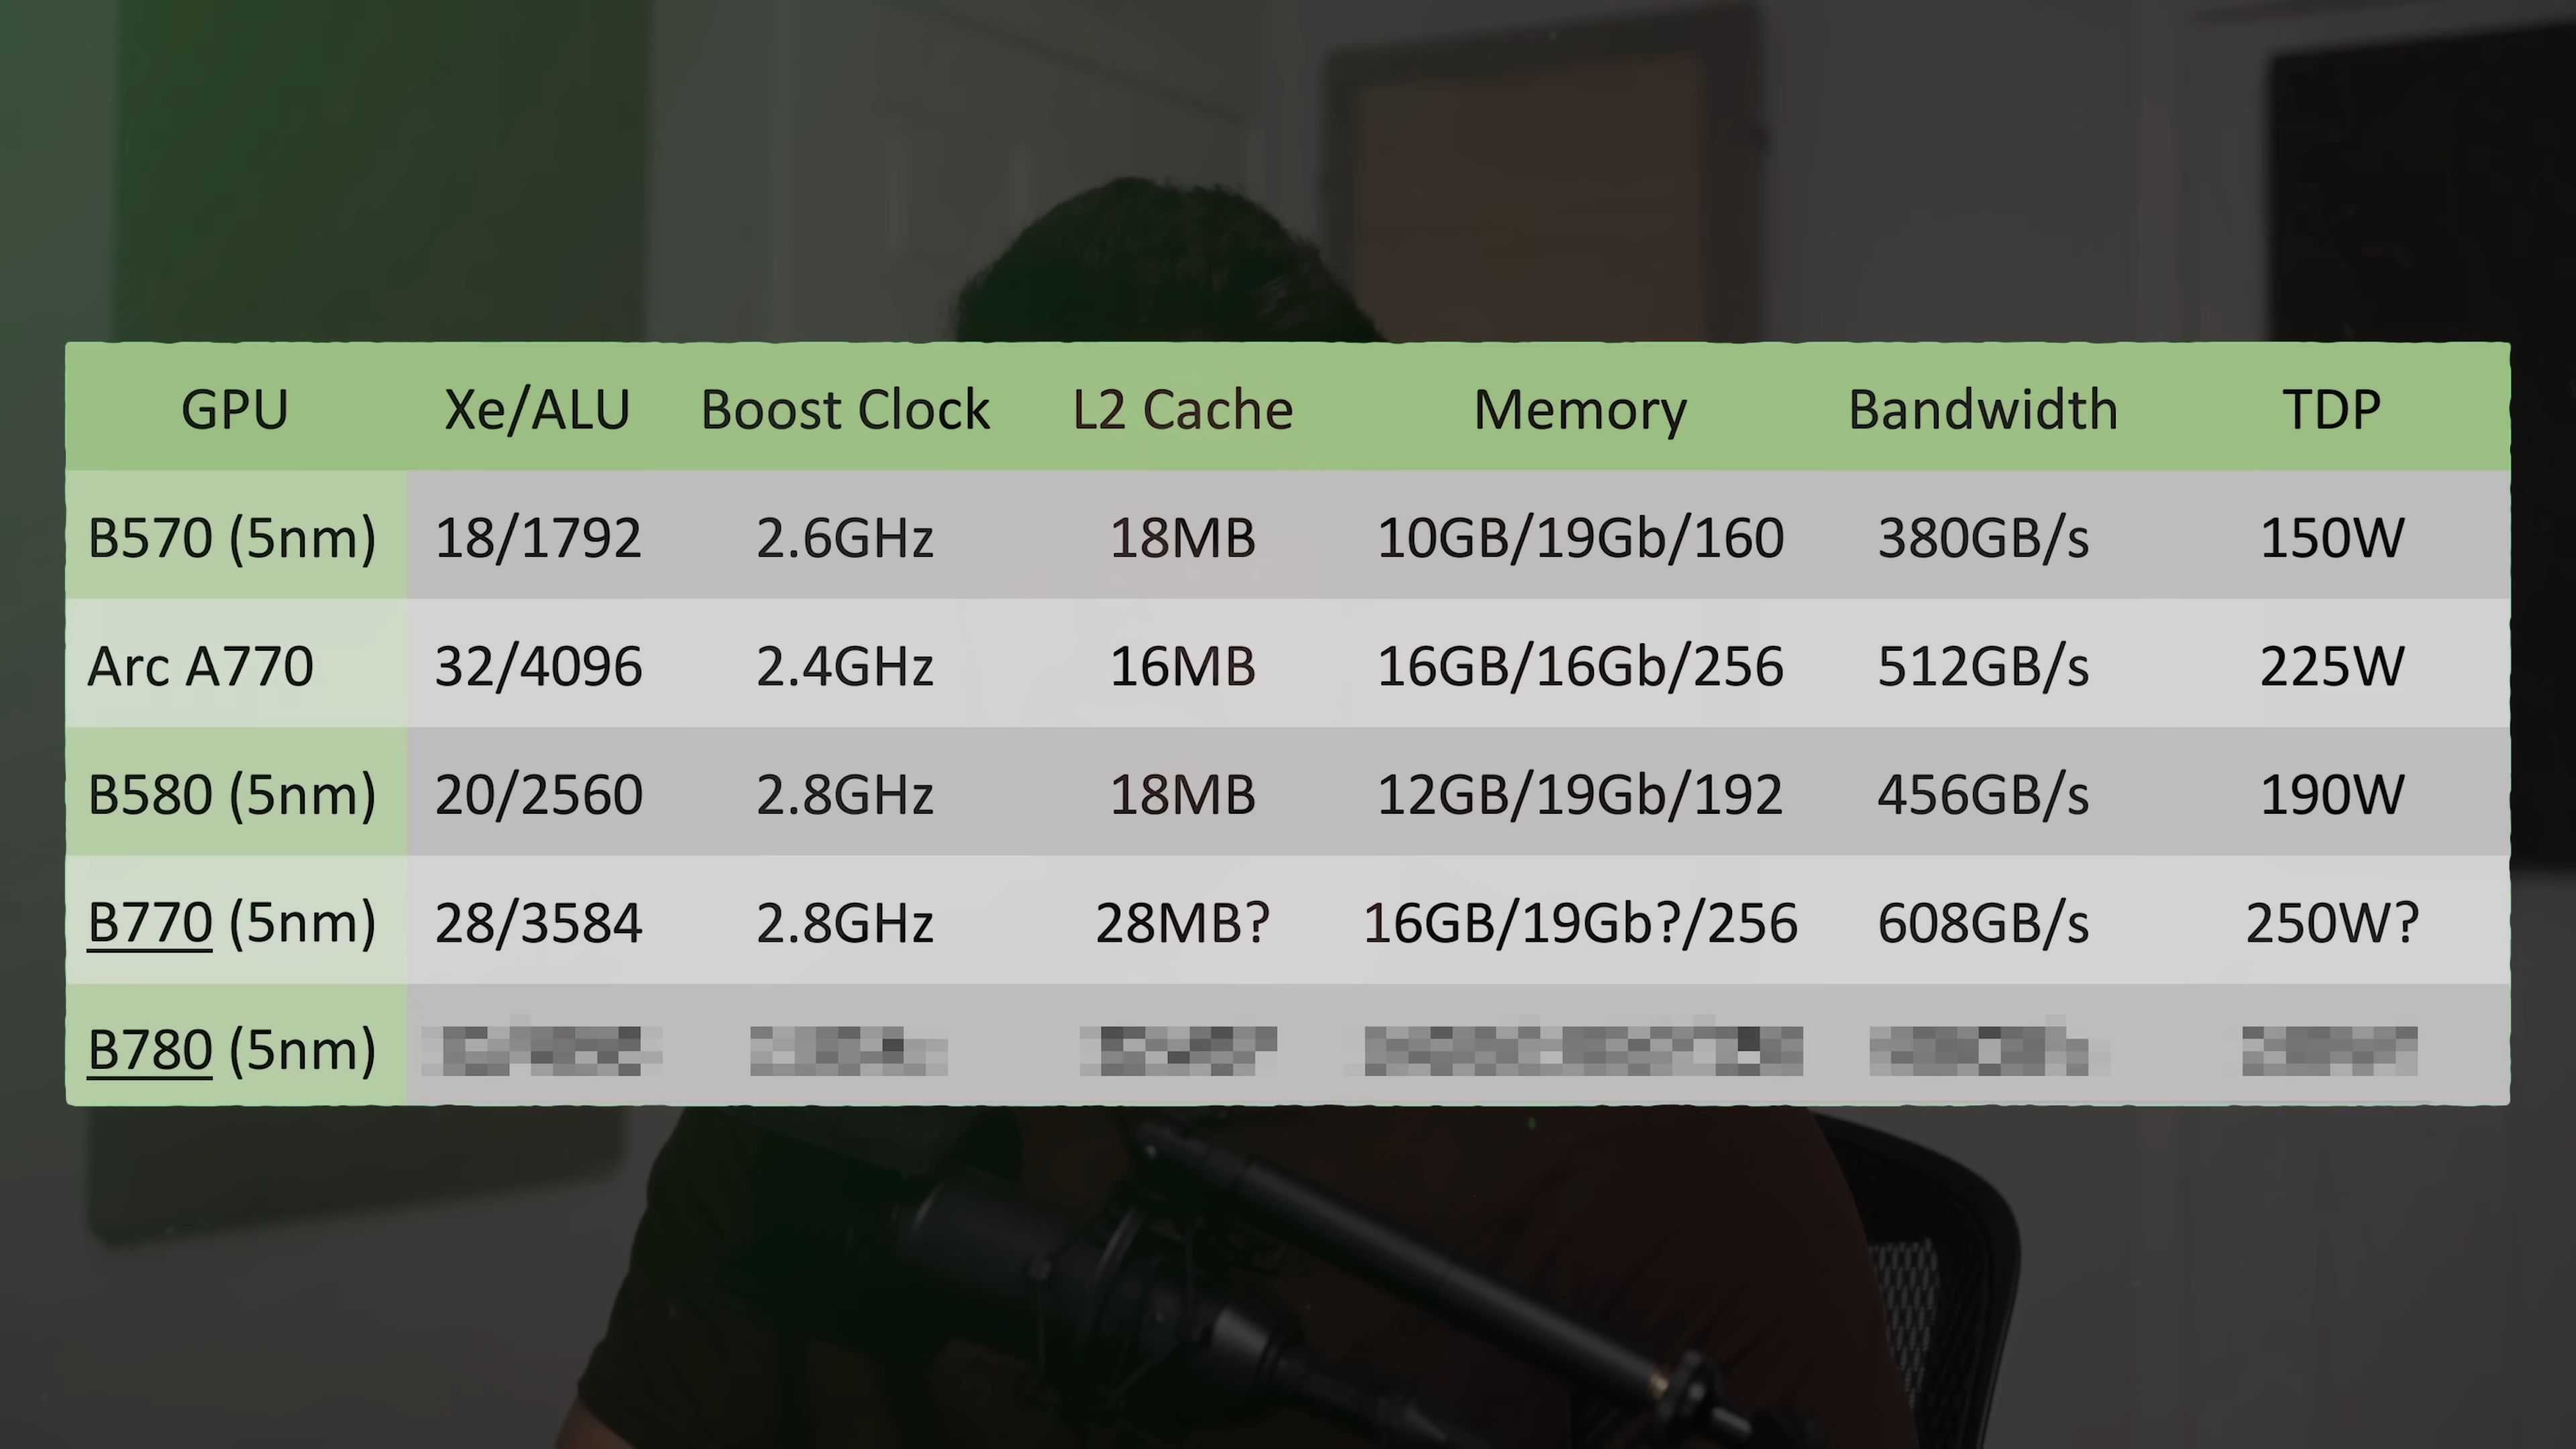 GPU Xe/ALU Boost Clock L2 Cache Memory Bandwidth TDP
B570 (5nm) 18/1792 2.6GHz 18MB 10GB/19Gb/160 380GB/s 150W
Arc A770 32/4096 2.4GHz 16MB 16GB/16Gb/256 512GB/s 225W
B580 (5nm) 20/2560 2.8GHz 18MB 12GB/19Gb/192 456GB/s 190W
B770 (5nm) 28/3584 2.8GHz 28MB? 16GB/19Gb?/256 608GB/s 250W?
B780 (5nm)